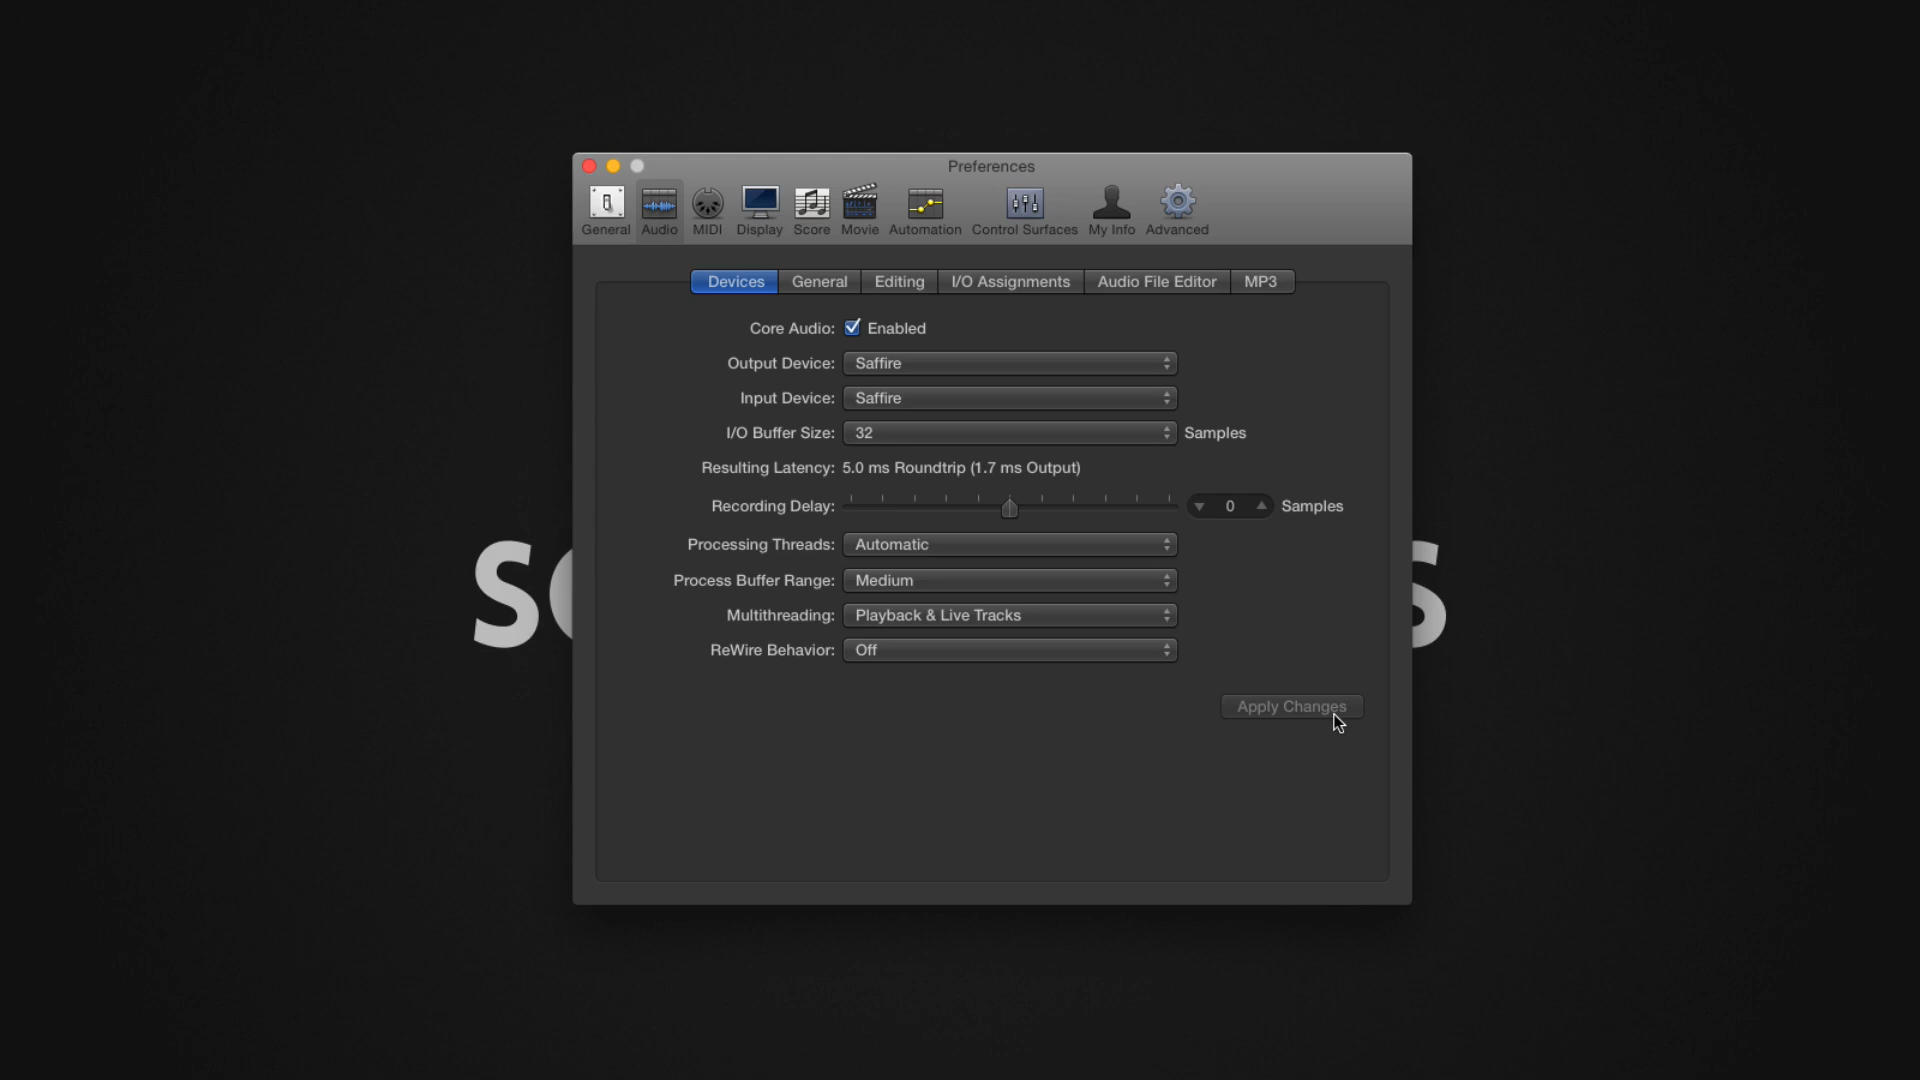 Preferences
General Audio MIDI Display Score Movie Automation Control Surfaces My Info Advanced
Devices General Editing I/O Assignments Audio File Editor MP3
Core Audio: Enabled
Output Device: Saffire
Input Device: Saffire
I/O Buffer Size: 32 Samples
Resulting Latency: 5.0 ms Roundtrip (1.7 ms Output)
Recording Delay: 0 Samples
Processing Threads: Automatic
Process Buffer Range: Medium
Multithreading: Playback & Live Tracks
ReWire Behavior: Off
Apply Changes